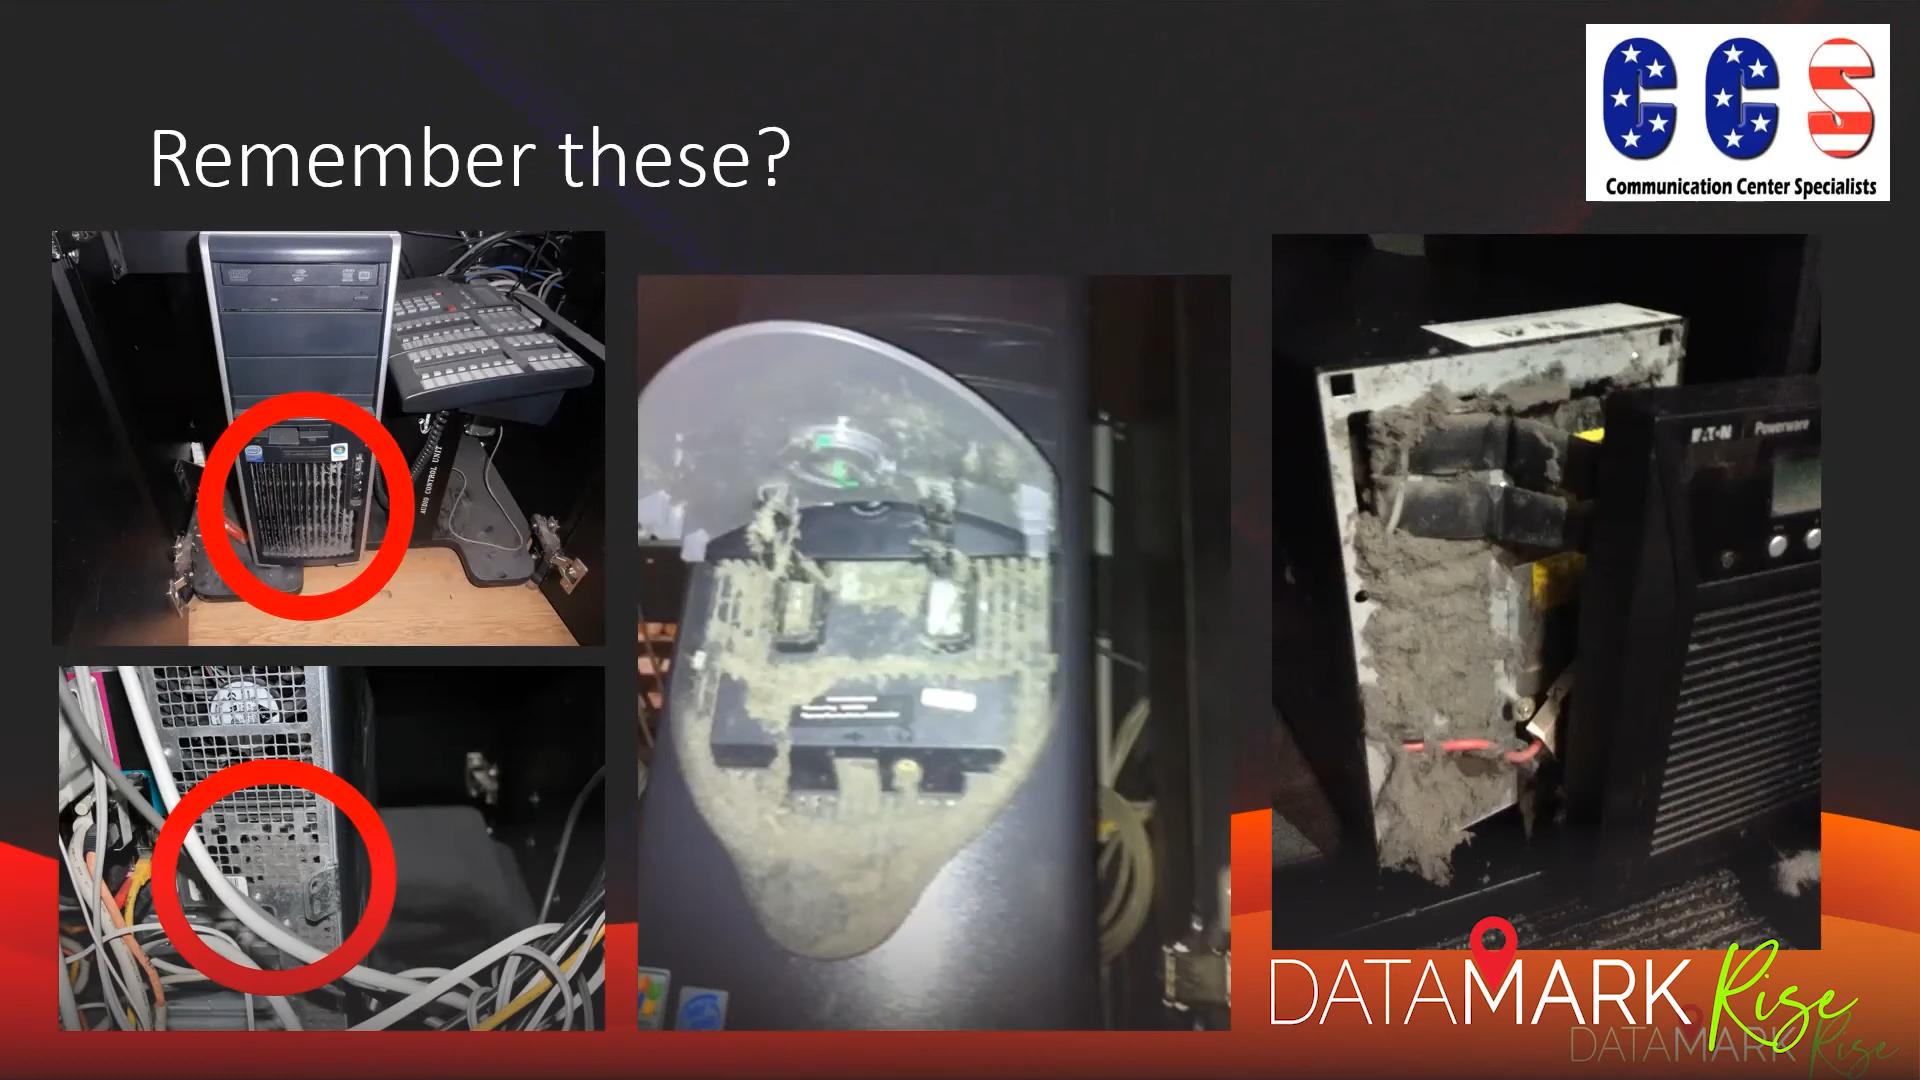 CCS
Communication Center Specialists
Remember these?
AUDIO CONTROL UNIT
EATON Powerware
DATAMARK Rise
DATAMARK Rise